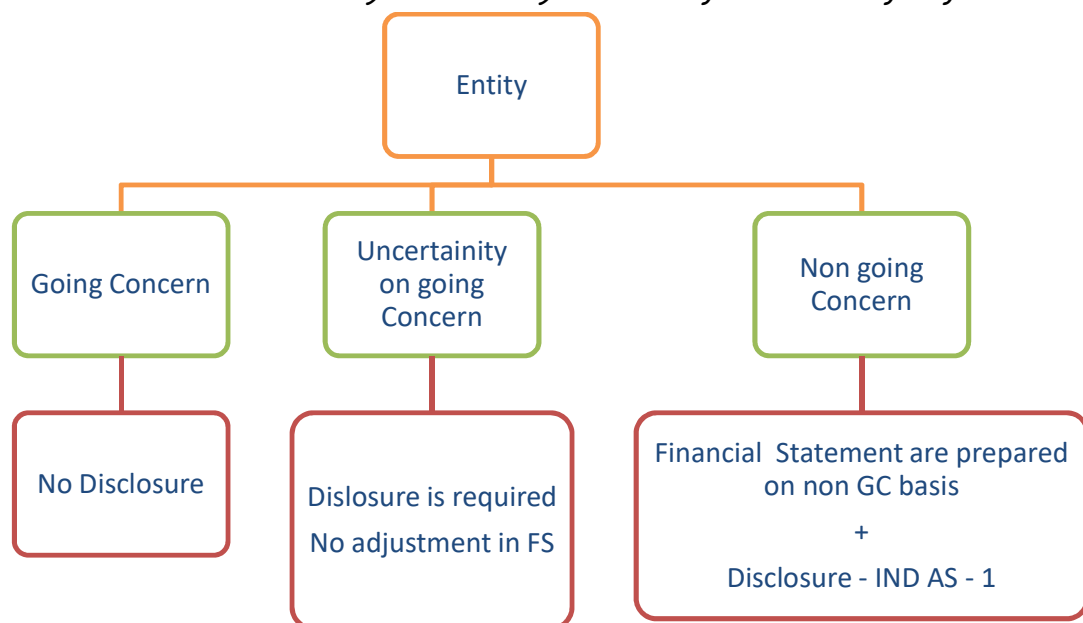 Entity
Going Concern
Uncertainity
on going
Concern
Non going
Concern
No Disclosure
Dislosure is required
No adjustment in FS
Financial Statement are prepared
on non GC basis
+
Disclosure - IND AS - 1